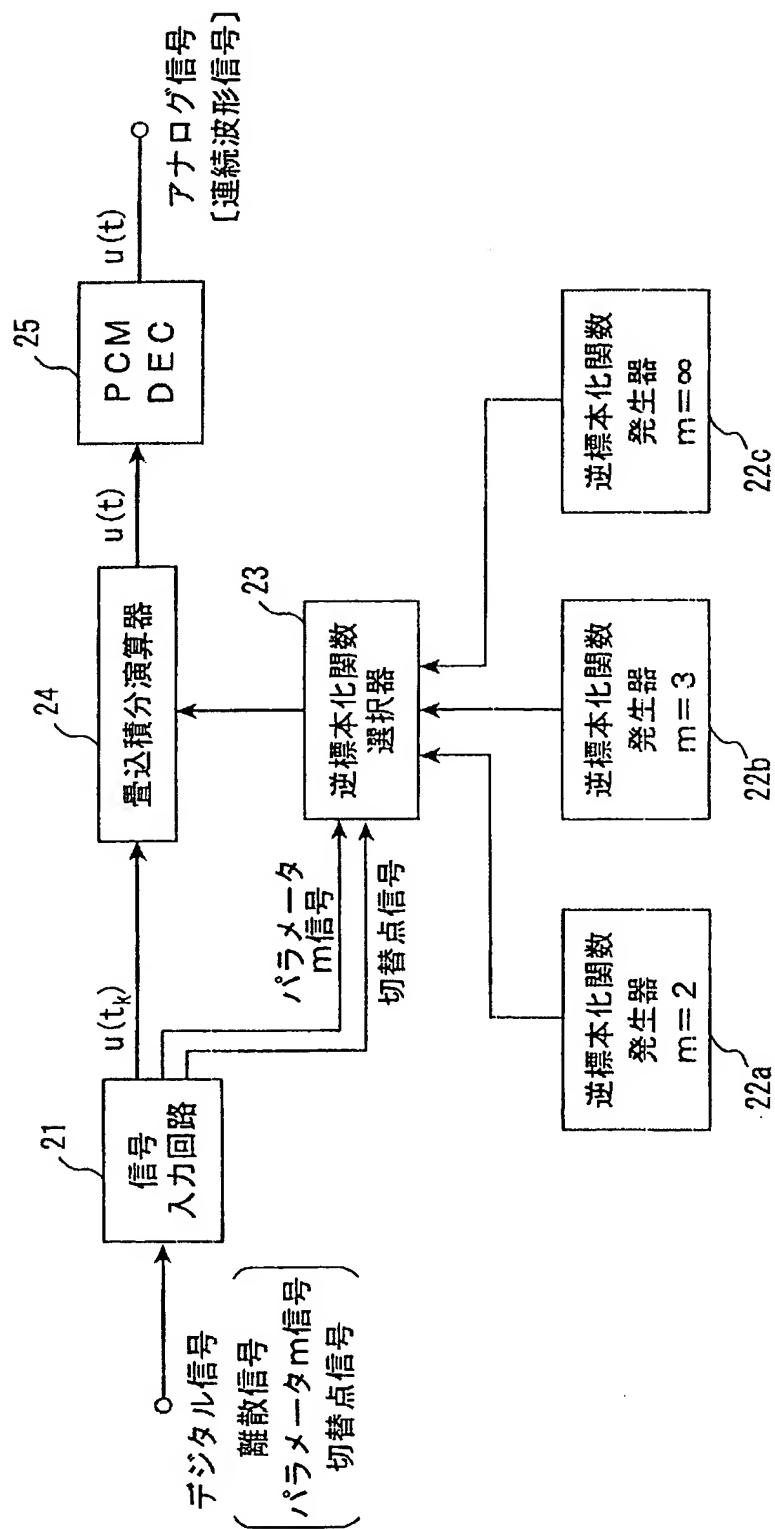 デジタル信号
離散信号
パラメータm信号
切替点信号
21
信号
入力回路
u(tk)
パラメータ
m信号
切替点信号
24
畳込積分演算器
u(t)
25
PCM
DEC
u(t)
アナログ信号
[連続波形信号]
23
逆標本化関数
選択器
逆標本化関数
発生器
m=2
22a
逆標本化関数
発生器
m=3
22b
逆標本化関数
発生器
m=∞
22c